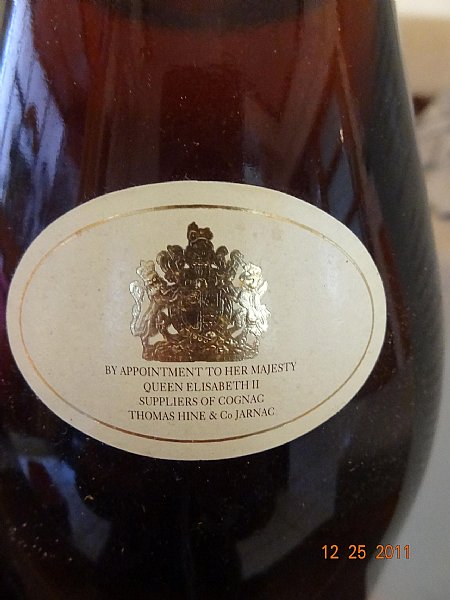 BY APPOINTMENT TO HER MAJESTY
QUEEN ELISABETH II
SUPPLIERS OF COGNAC
THOMAS HINE & Co JARNAC
12 25 2011